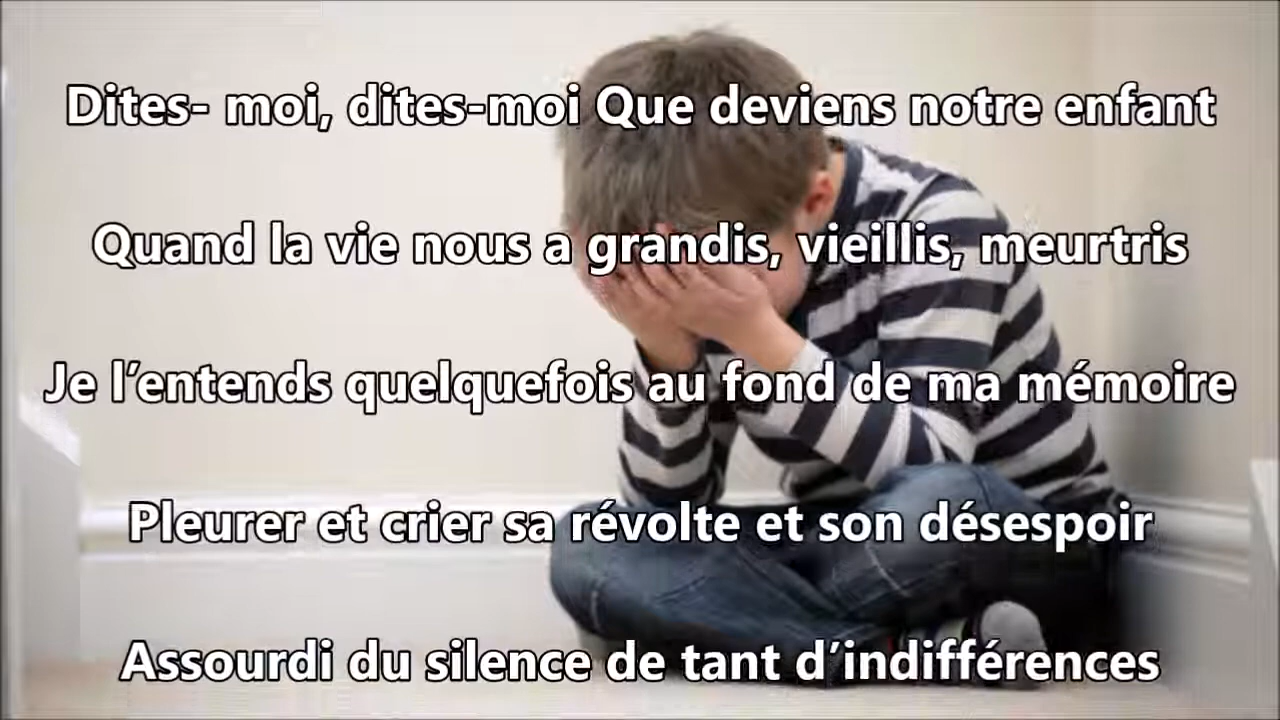 Dites- moi, dites-moi Que deviens notre enfant
Quand la vie nous a grandis, vieillis, meurtris
Je l’entends quelquefois au fond de ma mémoire
Pleurer et crier sa révolte et son désespoir
Assourdi du silence de tant d’indifférences